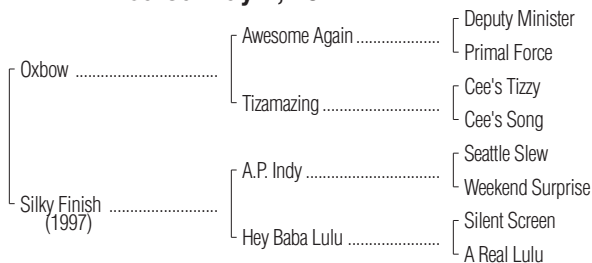 Awesome Again
Deputy Minister
Primal Force
Oxbow
Tizamazing
Cee's Tizzy
Cee's Song
A.P. Indy
Seattle Slew
Weekend Surprise
Silky Finish
(1997)
Hey Baba Lulu
Silent Screen
A Real Lulu